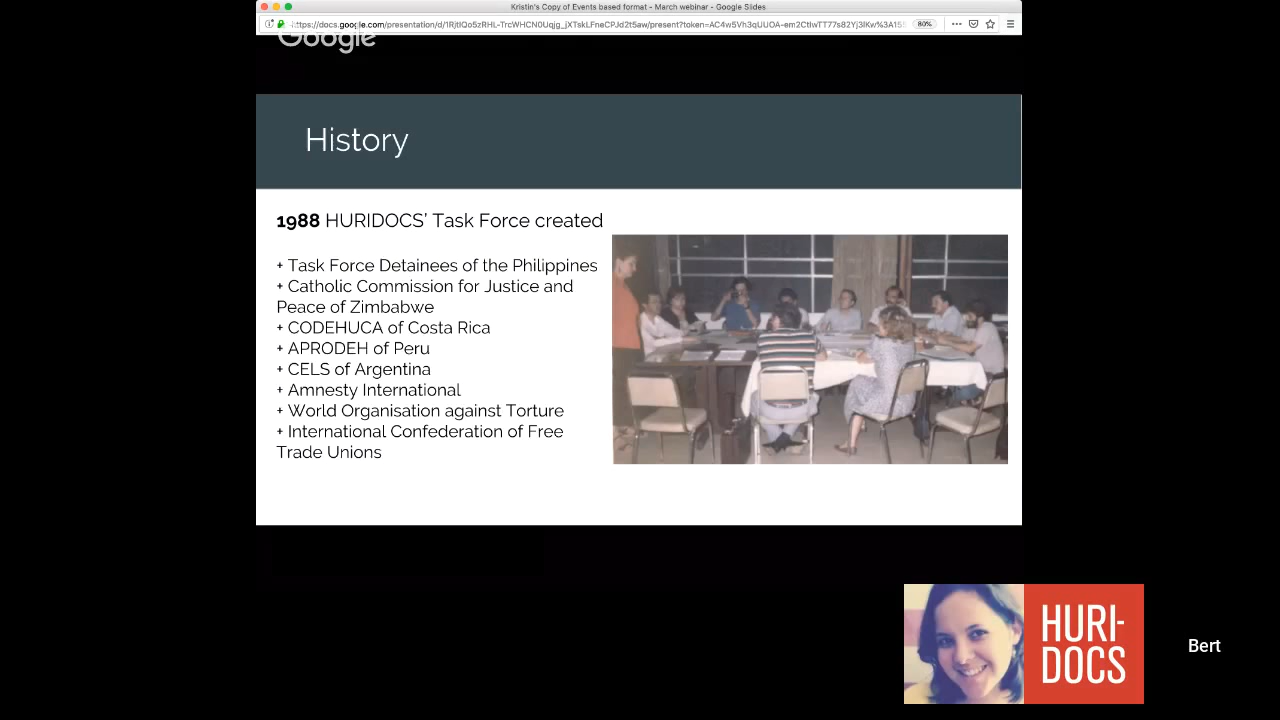 Kristin's Copy of Events based format - March webinar - Google Slides
80%
Google
History
1988 HURIDOCS' Task Force created
+ Task Force Detainees of the Philippines
+ Catholic Commission for Justice and
Peace of Zimbabwe
+ CODEHUCA of Costa Rica
+ APRODEH of Peru
+ CELS of Argentina
+ Amnesty International
+ World Organisation against Torture
+ International Confederation of Free
Trade Unions
HURI-
DOCS
Bert